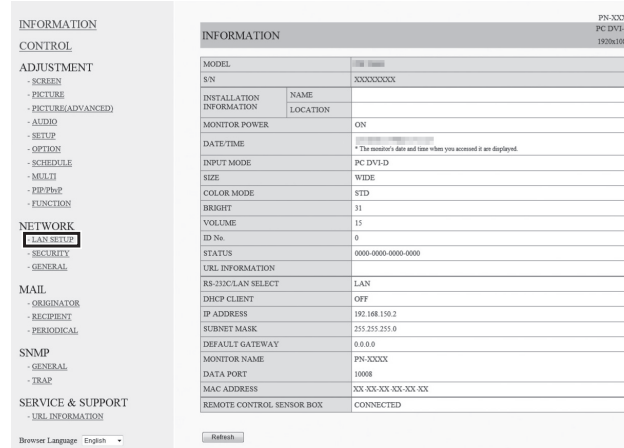 INFORMATION
CONTROL
ADJUSTMENT
- SCREEN
- PICTURE
- PICTURE(ADVANCED)
- AUDIO
- SETUP
- OPTION
- SCHEDULE
- MULTI
- PIP/PbyP
- FUNCTION
NETWORK
- LAN SETUP
- SECURITY
- GENERAL
MAIL
- ORIGINATOR
- RECIPIENT
- PERIODICAL
SNMP
- GENERAL
- TRAP
SERVICE & SUPPORT
- URL INFORMATION
Browser Language English
INFORMATION
MODEL
S/N XXXXXXXX
INSTALLATION INFORMATION NAME
LOCATION
MONITOR POWER ON
DATE/TIME
* The monitor's date and time when you accessed it are displayed.
INPUT MODE PC DVI-D
SIZE WIDE
COLOR MODE STD
BRIGHT 31
VOLUME 15
ID No. 0
STATUS 0000-0000-0000-0000
URL INFORMATION
RS-232C/LAN SELECT LAN
DHCP CLIENT OFF
IP ADDRESS 192.168.150.2
SUBNET MASK 255.255.255.0
DEFAULT GATEWAY 0.0.0.0
MONITOR NAME PN-XXXX
DATA PORT 10008
MAC ADDRESS XX-XX-XX-XX-XX-XX
REMOTE CONTROL SENSOR BOX CONNECTED
Refresh